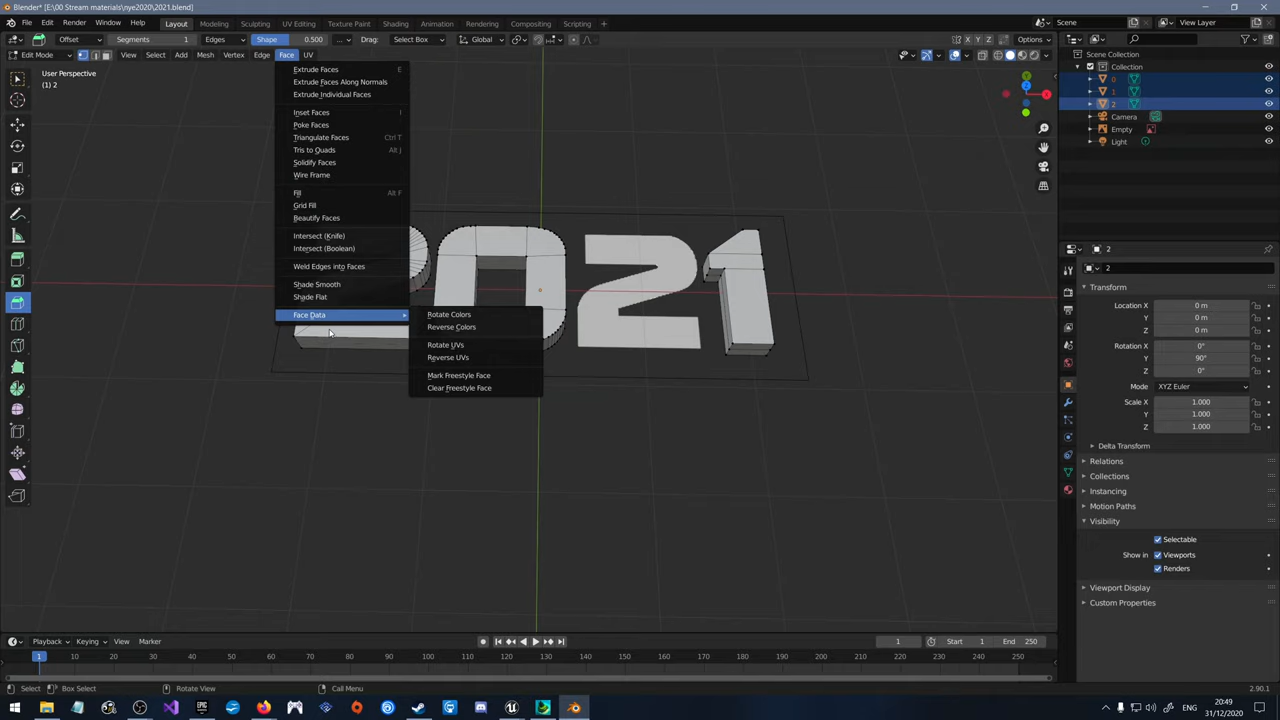 Blender* [E:\00 Stream materials\nye2020\2021.blend]
File Edit Render Window Help Layout Modeling Sculpting UV Editing Texture Paint Shading Animation Rendering Compositing Scripting Scene View Layer
Offset Segments 1 Edges Shape 0.500 ... Drag: Select Box Global X Y Z Options
Edit Mode View Select Add Mesh Vertex Edge Face UV
User Perspective
(1) 2
Extrude Faces E
Extrude Faces Along Normals
Extrude Individual Faces
Inset Faces I
Poke Faces
Triangulate Faces Ctrl T
Tris to Quads Alt J
Solidify Faces
Wire Frame
Fill Alt F
Grid Fill
Beautify Faces
Intersect (Knife)
Intersect (Boolean)
Weld Edges into Faces
Shade Smooth
Shade Flat
Face Data
Rotate Colors
Reverse Colors
Rotate UVs
Reverse UVs
Mark Freestyle Face
Clear Freestyle Face
021
Y
Z
X
Scene Collection
Collection
0
1
2
Camera
Empty
Light
2
2
Transform
Location X 0 m
Y 0 m
Z 0 m
Rotation X 0°
Y 90°
Z 0°
Mode XYZ Euler
Scale X 1.000
Y 1.000
Z 1.000
Delta Transform
Relations
Collections
Instancing
Motion Paths
Visibility
Selectable
Show in Viewports
Renders
Viewport Display
Custom Properties
Playback Keying View Marker 1 Start 1 End 250
1 10 20 30 40 50 60 70 80 90 100 110 120 130 140 150 160 170 180 190 200 210 220 230 240 250
Select Box Select Rotate View Call Menu 2.90.1
ENG 20:49
31/12/2020